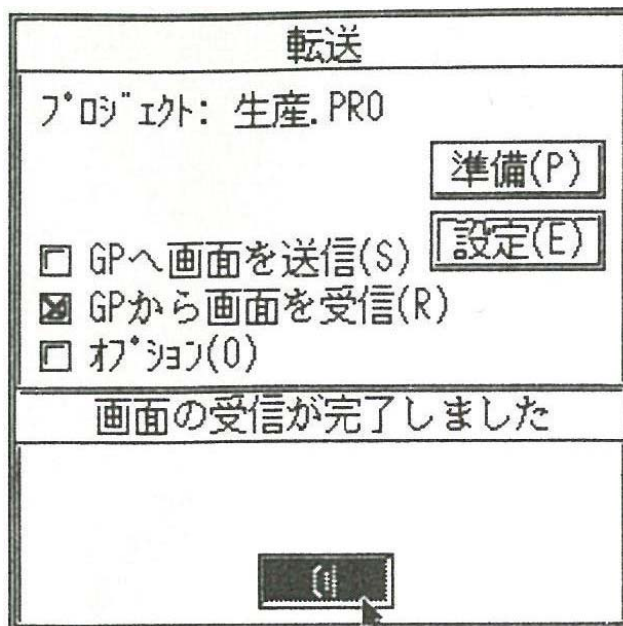 転送
プロジェクト: 生産.PRO
準備(P)
設定(E)
GPへ画面を送信(S)
GPから画面を受信(R)
オプション(O)
画面の受信が完了しました